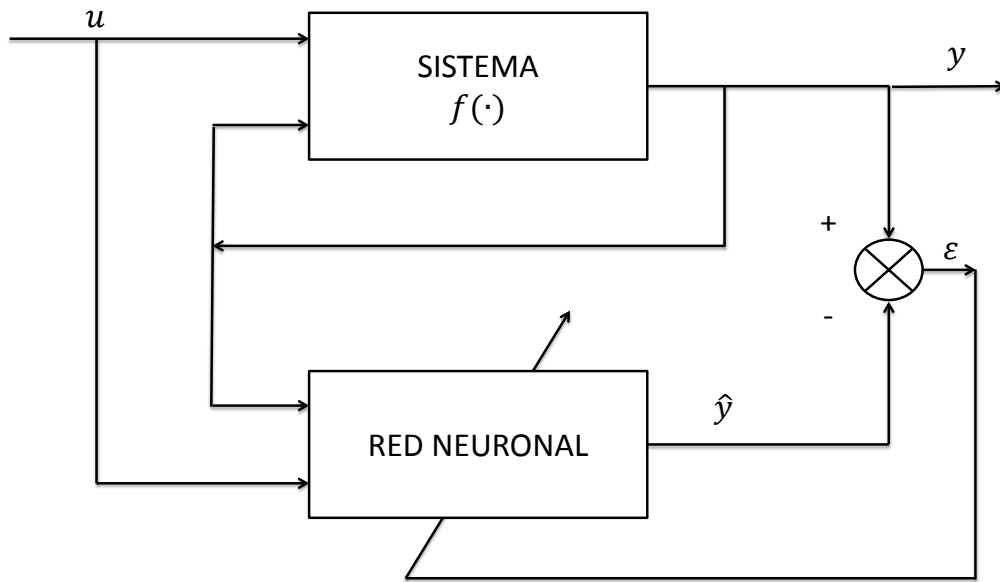 u
SISTEMA
f(·)
y
+
ε
-
ŷ
RED NEURONAL